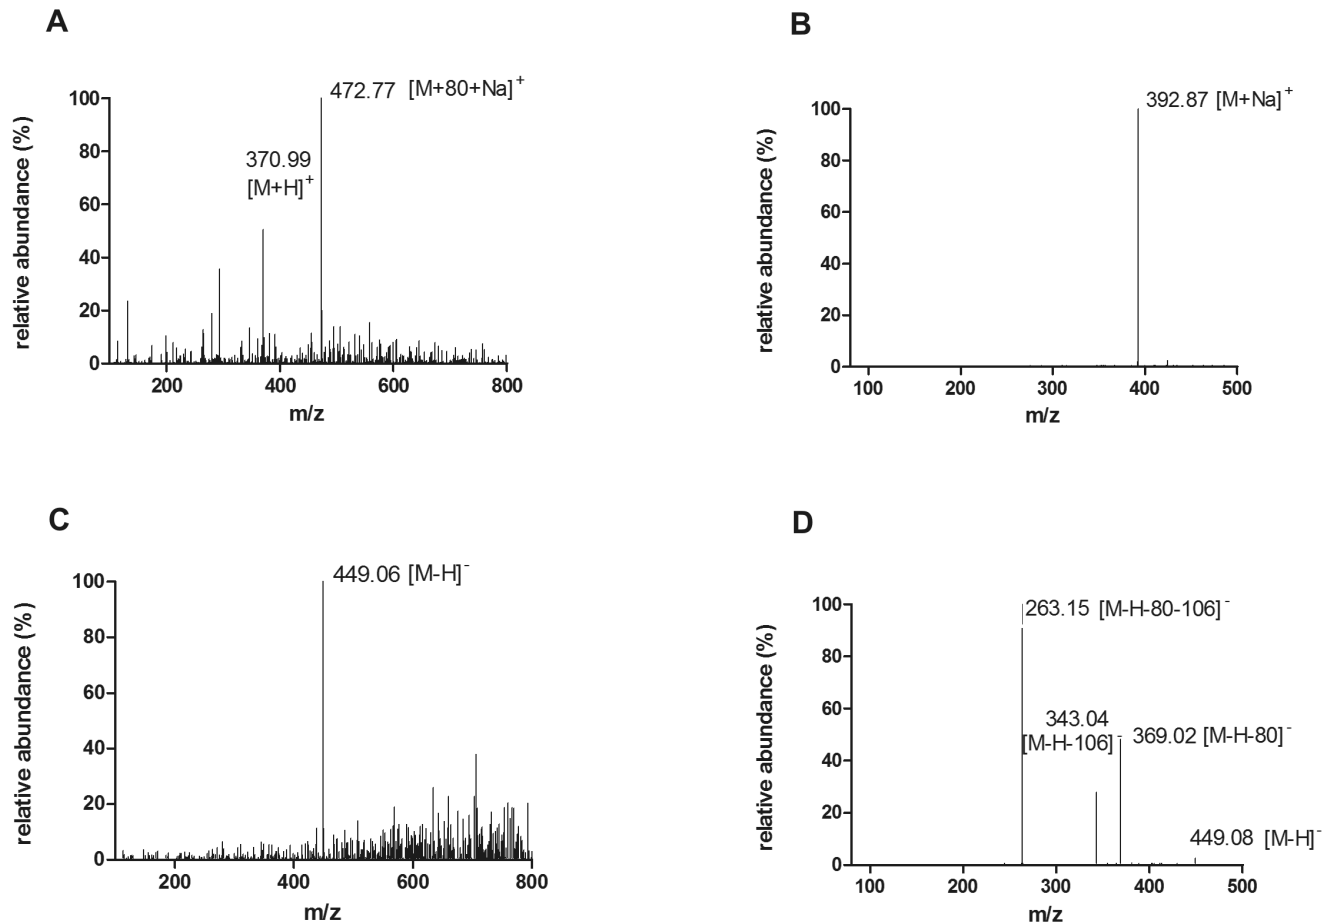 A
472.77 [M+80+Na]+
100
80
60
40
20
0
370.99
[M+H]+
200 400 600 800
m/z
relative abundance (%)
B
392.87 [M+Na]+
100
80
60
40
20
0
100 200 300 400 500
m/z
relative abundance (%)
C
449.06 [M-H]-
100
80
60
40
20
0
200 400 600 800
m/z
relative abundance (%)
D
263.15 [M-H-80-106]-
100
80
60
40
20
0
343.04
[M-H-106]-
369.02 [M-H-80]-
449.08 [M-H]-
100 200 300 400 500
m/z
relative abundance (%)